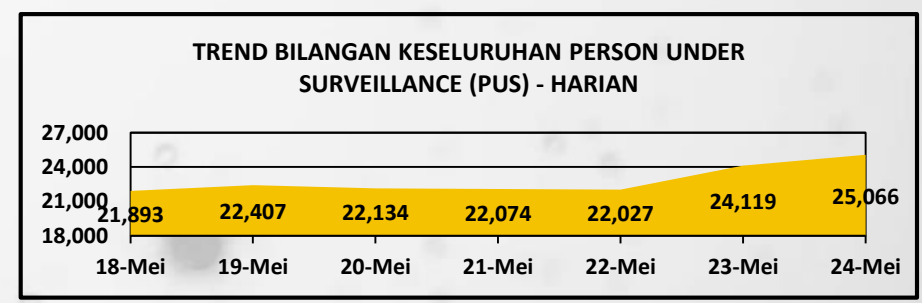 TREND BILANGAN KESELURUHAN PERSON UNDER
SURVEILLANCE (PUS) - HARIAN
27,000
24,000
21,000
18,000
21,893
22,407
22,134
22,074
22,027
24,119
25,066
18-Mei
19-Mei
20-Mei
21-Mei
22-Mei
23-Mei
24-Mei